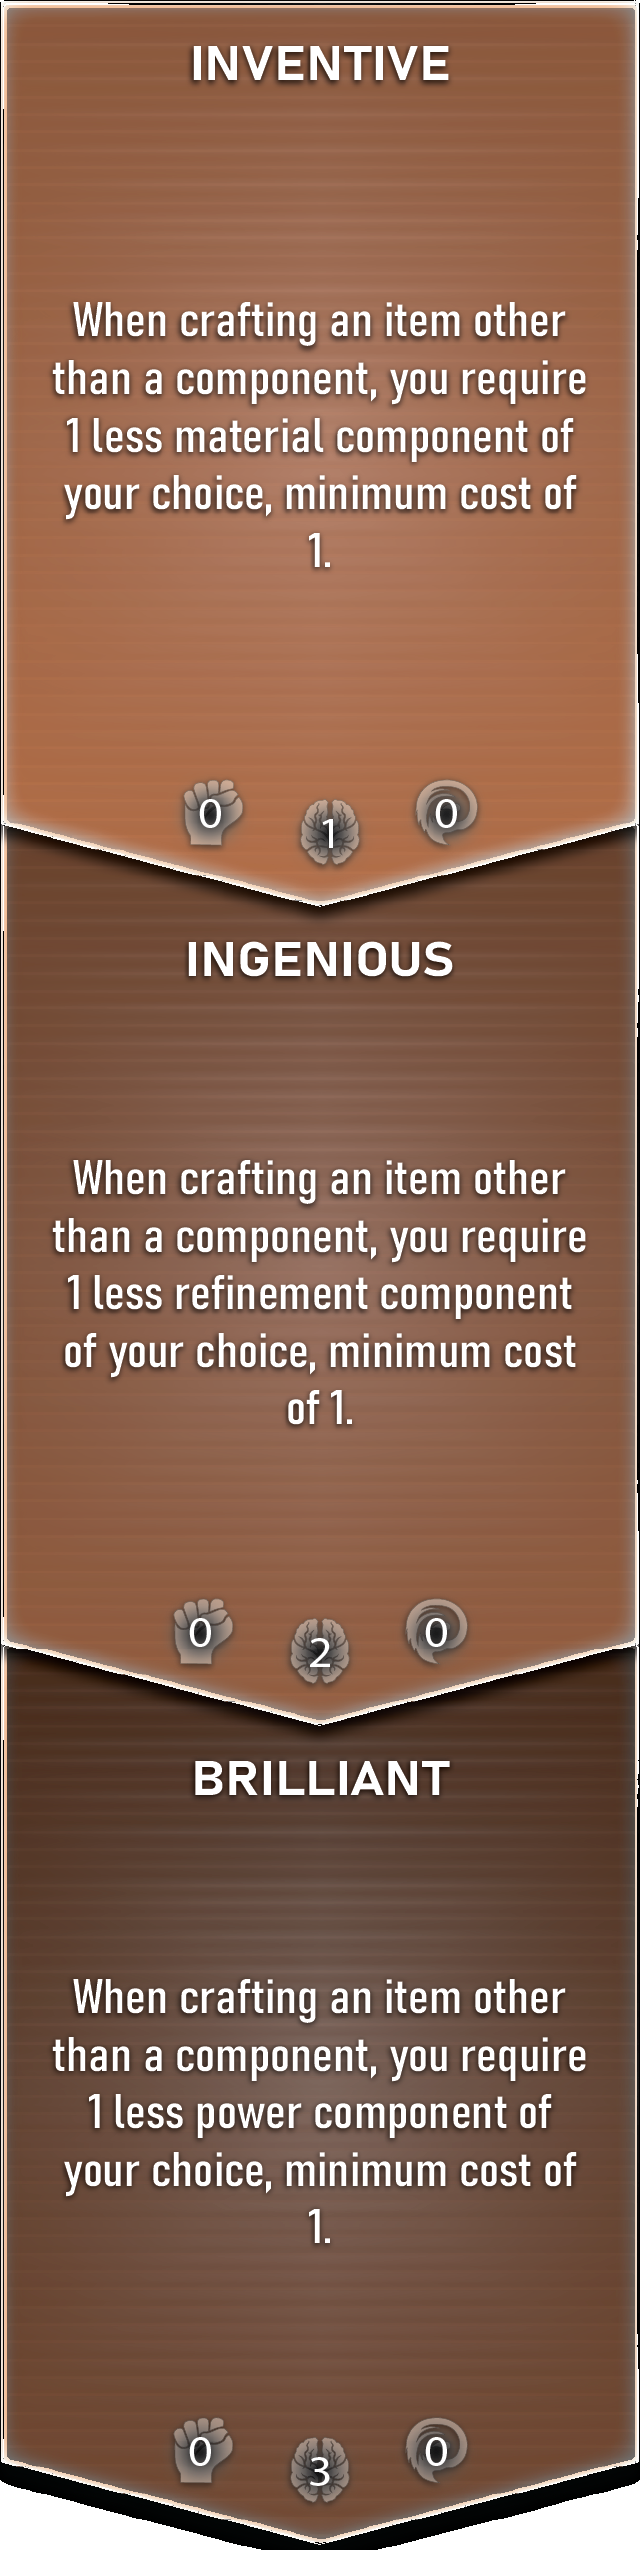 INVENTIVE
When crafting an item other
than a component, you require
1 less material component of
your choice, minimum cost of
1.
0 1 0
INGENIOUS
When crafting an item other
than a component, you require
1 less refinement component
of your choice, minimum cost
of 1.
0 2 0
BRILLIANT
When crafting an item other
than a component, you require
1 less power component of
your choice, minimum cost of
1.
0 3 0